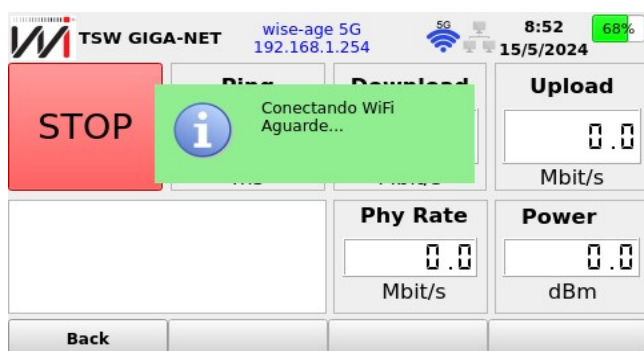 TSW GIGA-NET
wise-age 5G
192.168.1.254
5G
8:52
15/5/2024
68%
STOP
Conectando WiFi
Aguarde...
Upload
0.0
Mbit/s
Phy Rate
0.0
Mbit/s
Power
0.0
dBm
Back